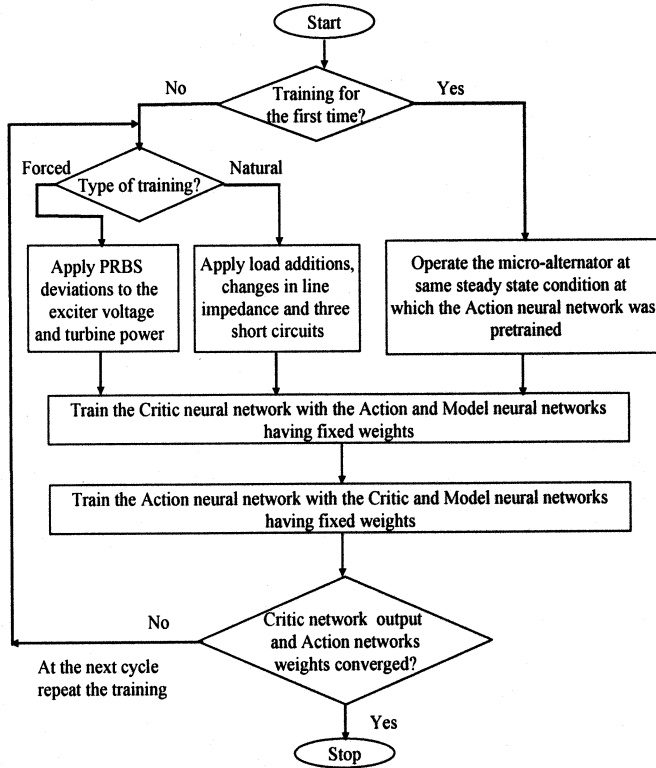 Start
Training for
the first time?
No
Yes
Type of training?
Forced
Natural
Apply PRBS
deviations to the
exciter voltage
and turbine power
Apply load additions,
changes in line
impedance and three
short circuits
Operate the micro-alternator at
same steady state condition at
which the Action neural network was
pretrained
Train the Critic neural network with the Action and Model neural networks
having fixed weights
Train the Action neural network with the Critic and Model neural networks
having fixed weights
Critic network output
and Action networks
weights converged?
No
At the next cycle
repeat the training
Yes
Stop